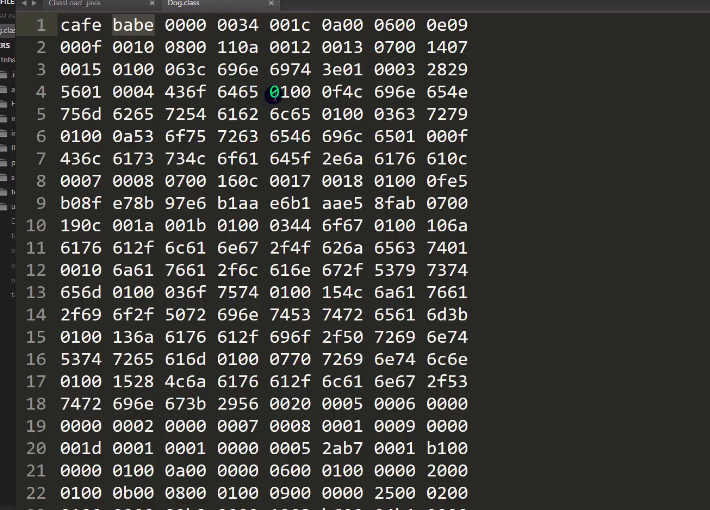 ClassLoad_.java
Dog.class
1 cafe babe 0000 0034 001c 0a00 0600 0e09
2 000f 0010 0800 110a 0012 0013 0700 1407
3 0015 0100 063c 696e 6974 3e01 0003 2829
4 5601 0004 436f 6465 0100 0f4c 696e 654e
5 756d 6265 7254 6162 6c65 0100 0363 7279
6 0100 0a53 6f75 7263 6546 696c 6501 000f
7 436c 6173 734c 6f61 645f 2e6a 6176 610c
8 0007 0008 0700 160c 0017 0018 0100 0fe5
9 b08f e78b 97e6 b1aa e6b1 aae5 8fab 0700
10 190c 001a 001b 0100 0344 6f67 0100 106a
11 6176 612f 6c61 6e67 2f4f 626a 6563 7401
12 0010 6a61 7661 2f6c 616e 672f 5379 7374
13 656d 0100 036f 7574 0100 154c 6a61 7661
14 2f69 6f2f 5072 696e 7453 7472 6561 6d3b
15 0100 136a 6176 612f 696f 2f50 7269 6e74
16 5374 7265 616d 0100 0770 7269 6e74 6c6e
17 0100 1528 4c6a 6176 612f 6c61 6e67 2f53
18 7472 696e 673b 2956 0020 0005 0006 0000
19 0000 0002 0000 0007 0008 0001 0009 0000
20 001d 0001 0001 0000 0005 2ab7 0001 b100
21 0000 0100 0a00 0000 0600 0100 0000 2000
22 0100 0b00 0800 0100 0900 0000 2500 0200